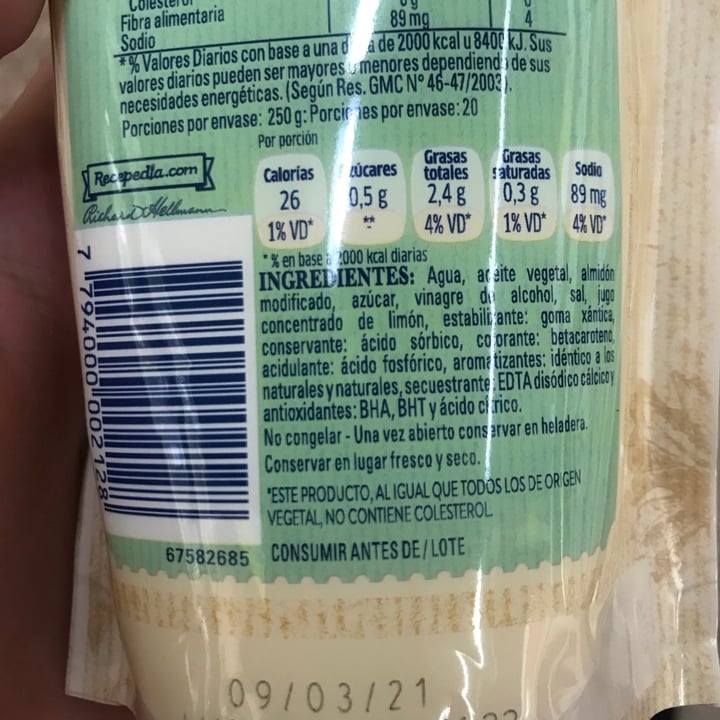 Colesterol
Fibra alimentaria
Sodio 89 mg 4
*% Valores Diarios con base a una dieta de 2000 kcal u 8400 kJ. Sus
valores diarios pueden ser mayores o menores dependiendo de sus
necesidades energéticas. (Según Res. GMC N° 46-47/2003).
Porciones por envase: 250 g: Porciones por envase: 20
Por porción
Calorías 26 1% VD*
Azúcares 0,5 g **
Grasas totales 2,4 g 4% VD*
Grasas saturadas 0,3 g 1% VD*
Sodio 89 mg 4% VD*
*% en base a 2000 kcal diarias
Recepedia.com
Richard Hellmann
INGREDIENTES: Agua, aceite vegetal, almidón
modificado, azúcar, vinagre de alcohol, sal, jugo
concentrado de limón, estabilizante: goma xántica,
conservante: ácido sórbico, colorante: betacaroteno,
acidulante: ácido fosfórico, aromatizantes: idéntico a los
naturales y naturales, secuestrante: EDTA disódico cálcico y
antioxidantes: BHA, BHT y ácido cítrico.
No congelar - Una vez abierto conservar en heladera.
Conservar en lugar fresco y seco.
*ESTE PRODUCTO, AL IGUAL QUE TODOS LOS DE ORIGEN
VEGETAL, NO CONTIENE COLESTEROL.
7 794000 002128
67582685
CONSUMIR ANTES DE / LOTE
09/03/21